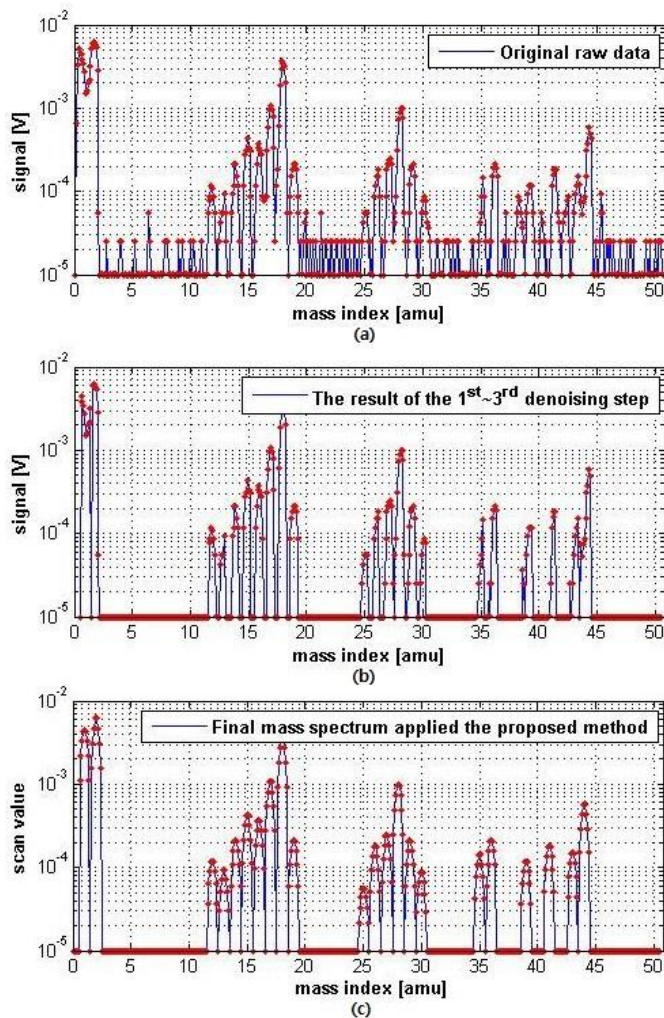 10^-2
Original raw data
10^-3
signal [V]
10^-4
10^-5
0 5 10 15 20 25 30 35 40 45 50
mass index [amu]
(a)
10^-2
The result of the 1^st~3^rd denoising step
10^-3
signal [V]
10^-4
10^-5
0 5 10 15 20 25 30 35 40 45 50
mass index [amu]
(b)
10^-2
Final mass spectrum applied the proposed method
10^-3
scan value
10^-4
10^-5
0 5 10 15 20 25 30 35 40 45 50
mass index [amu]
(c)